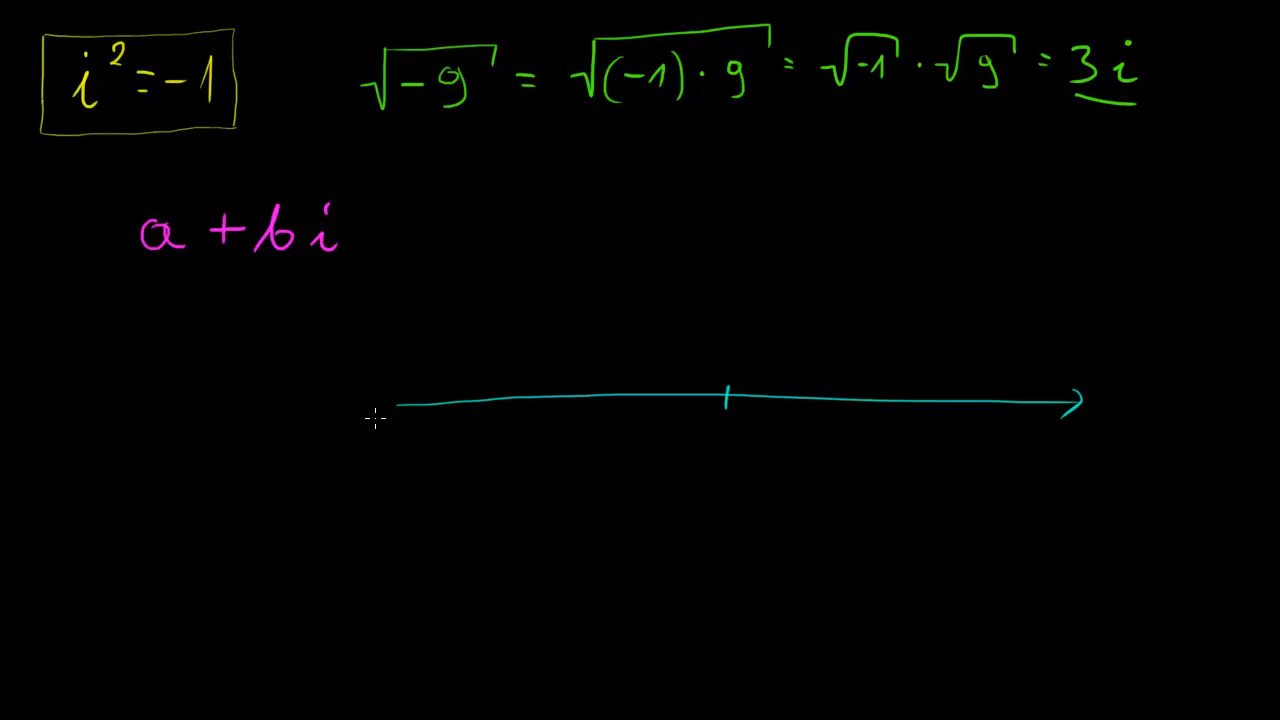 i² = -1
√-9 = √(-1) · 9 = √-1 · √9 = 3i
a + bi